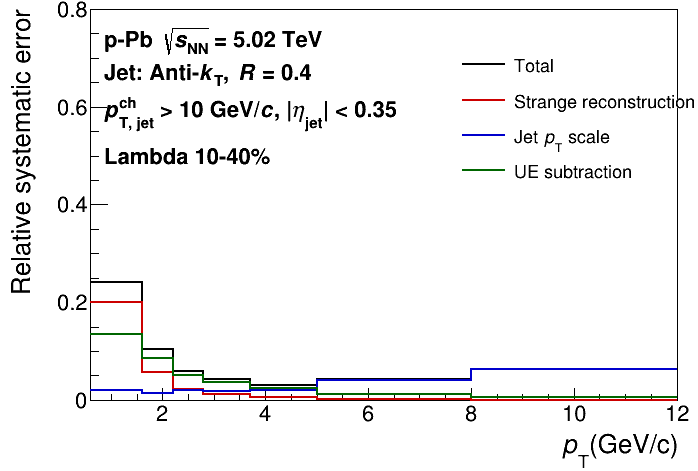 Relative systematic error
0.8
0.6
0.4
0.2
0
p-Pb √sNN = 5.02 TeV
Jet: Anti-kT, R = 0.4
p ch T, jet > 10 GeV/c, |ηjet| < 0.35
Lambda 10-40%
Total
Strange reconstruction
Jet pT scale
UE subtraction
2 4 6 8 10 12
pT(GeV/c)